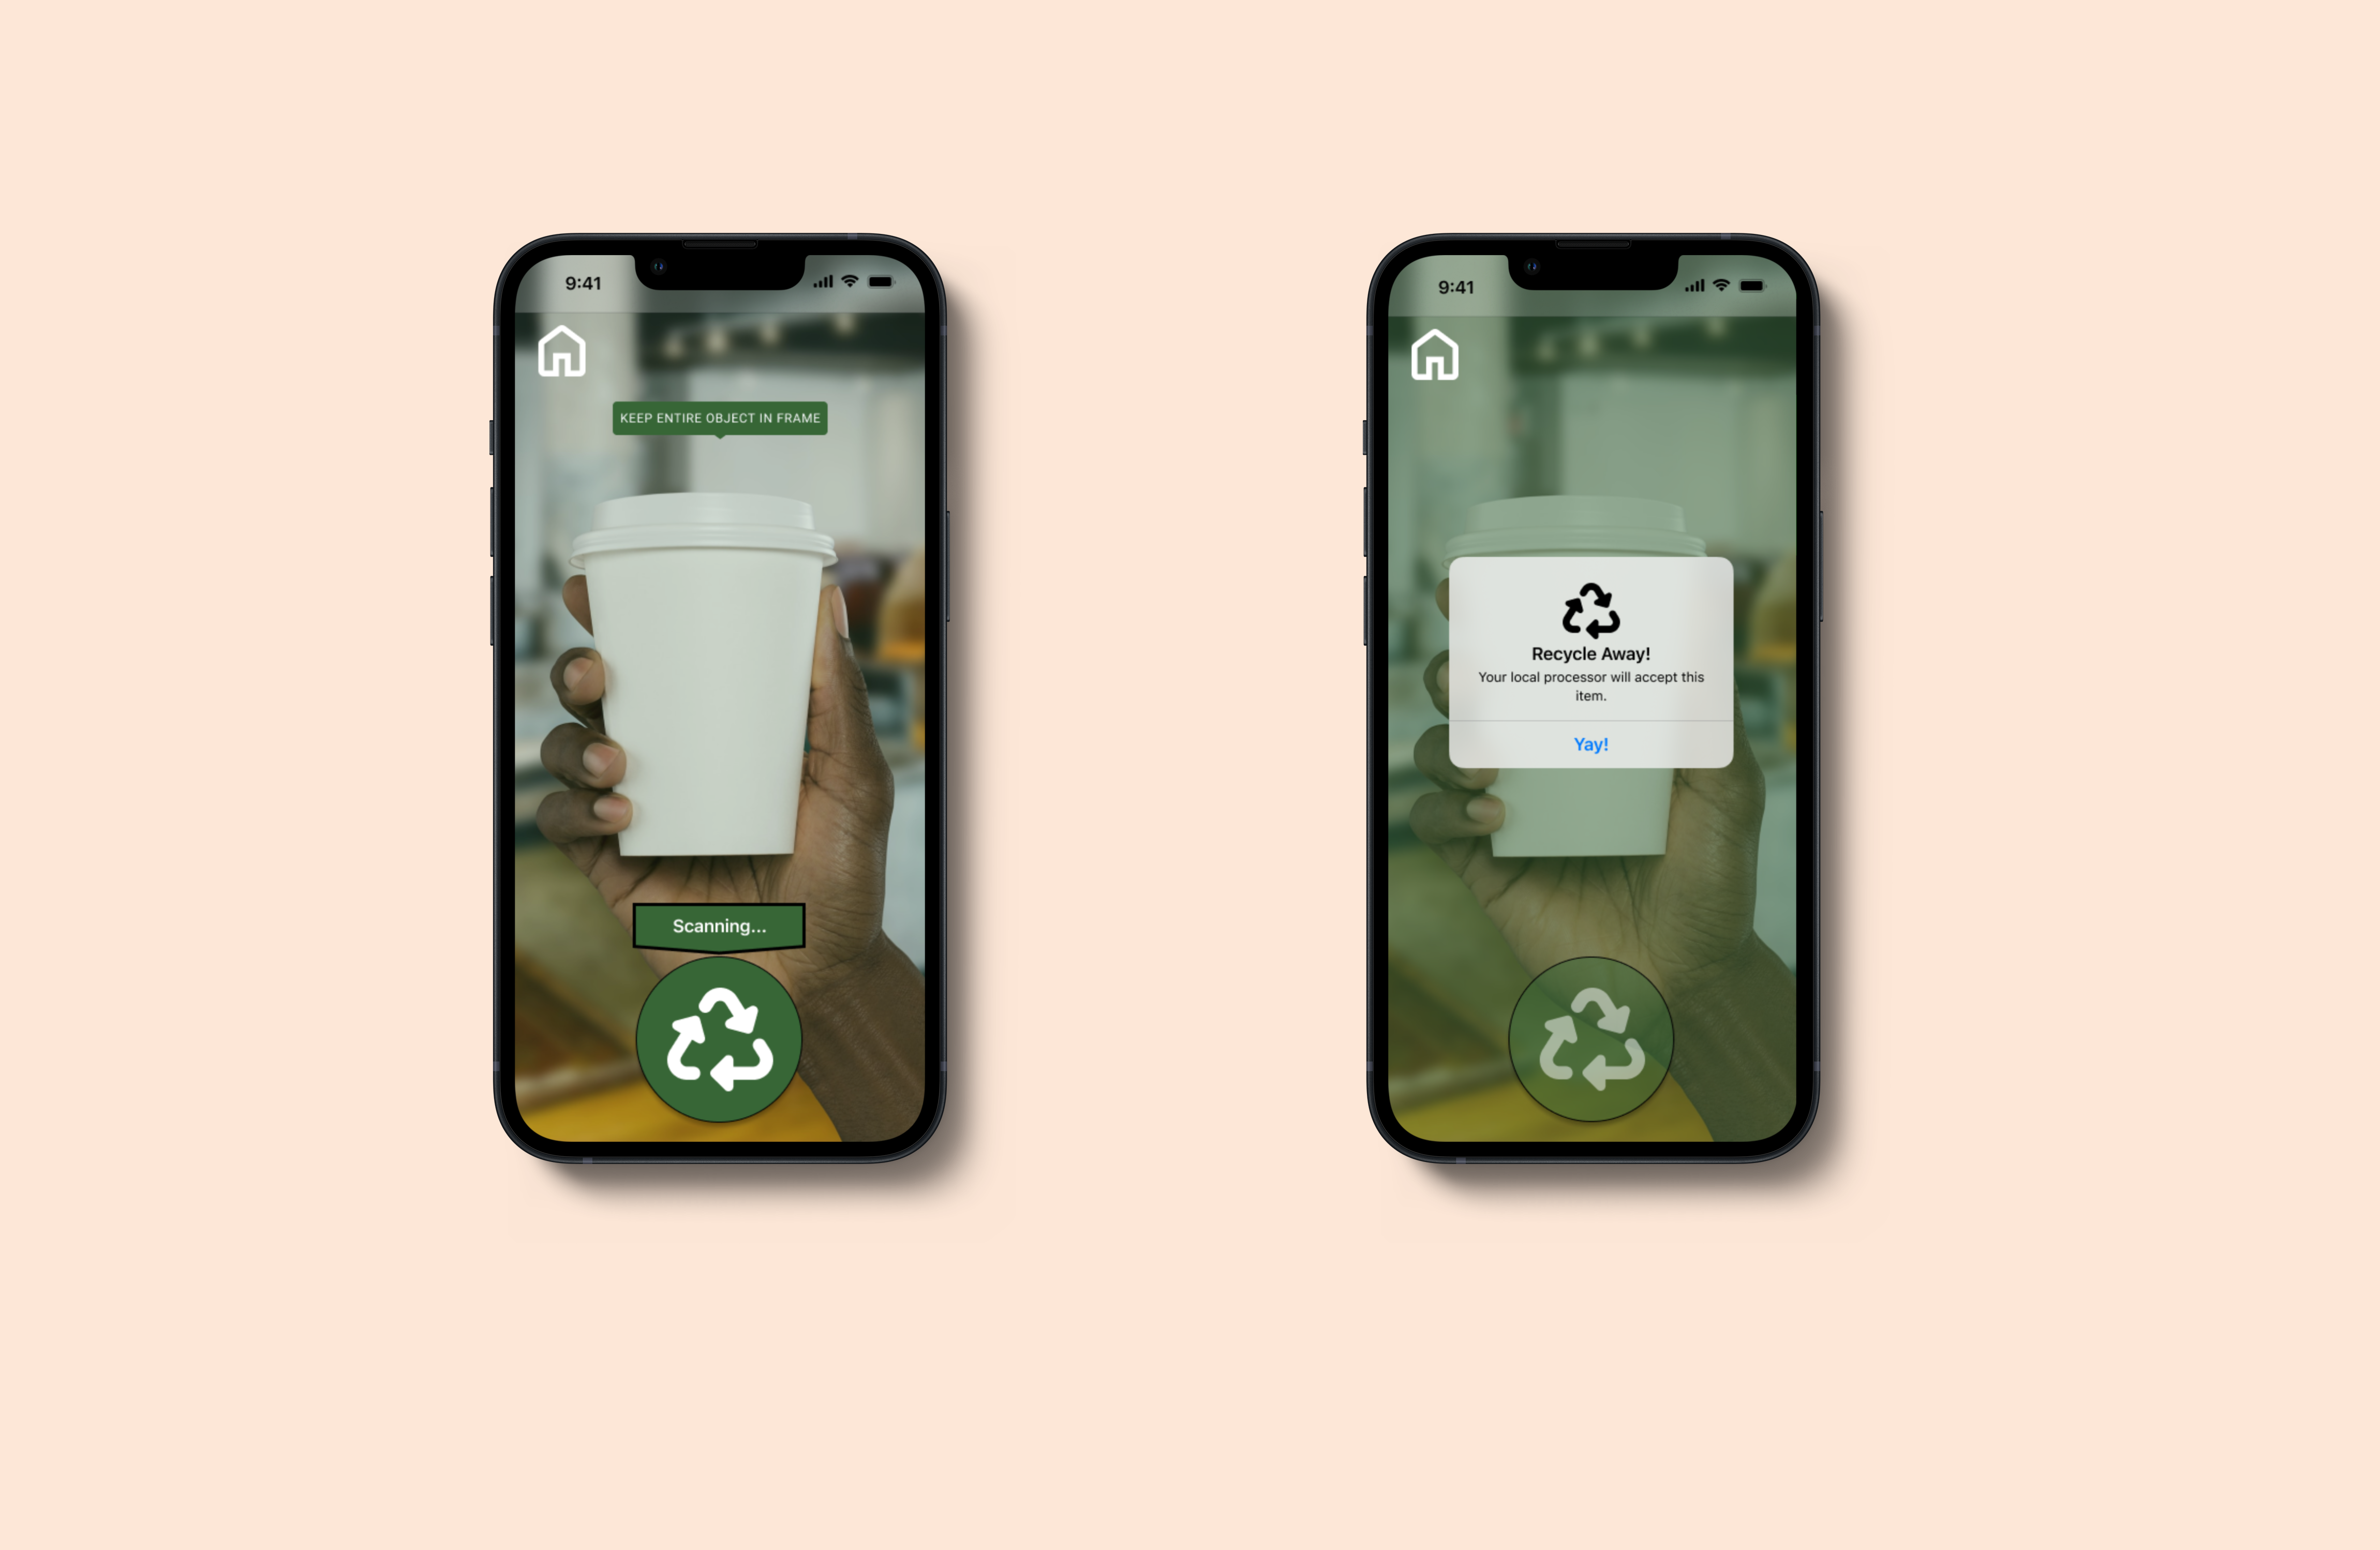 9:41
KEEP ENTIRE OBJECT IN FRAME
Scanning...
9:41
Recycle Away!
Your local processor will accept this
item.
Yay!